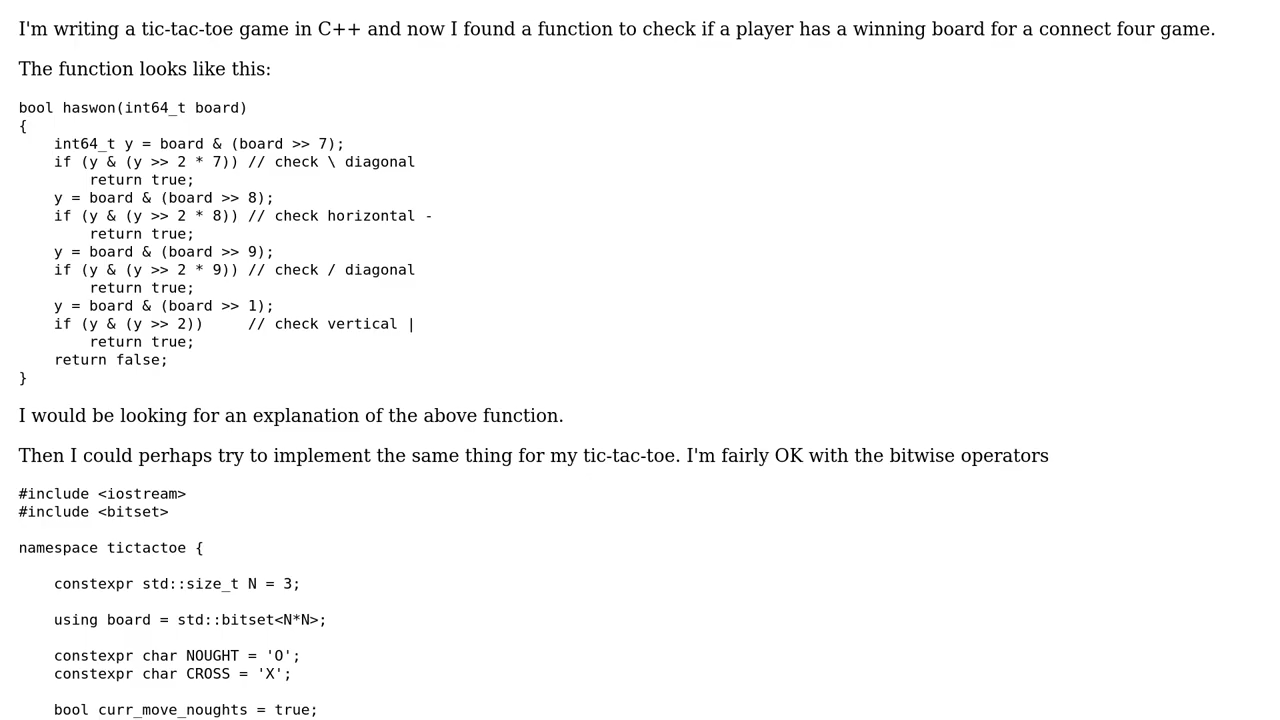 I'm writing a tic-tac-toe game in C++ and now I found a function to check if a player has a winning board for a connect four game.
The function looks like this:
bool haswon(int64_t board)
{
    int64_t y = board & (board >> 7);
    if (y & (y >> 2 * 7)) // check \ diagonal
        return true;
    y = board & (board >> 8);
    if (y & (y >> 2 * 8)) // check horizontal -
        return true;
    y = board & (board >> 9);
    if (y & (y >> 2 * 9)) // check / diagonal
        return true;
    y = board & (board >> 1);
    if (y & (y >> 2))     // check vertical |
        return true;
    return false;
}
I would be looking for an explanation of the above function.
Then I could perhaps try to implement the same thing for my tic-tac-toe. I'm fairly OK with the bitwise operators
#include <iostream>
#include <bitset>
namespace tictactoe {
    constexpr std::size_t N = 3;
    using board = std::bitset<N*N>;
    constexpr char NOUGHT = 'O';
    constexpr char CROSS = 'X';
    bool curr_move_noughts = true;